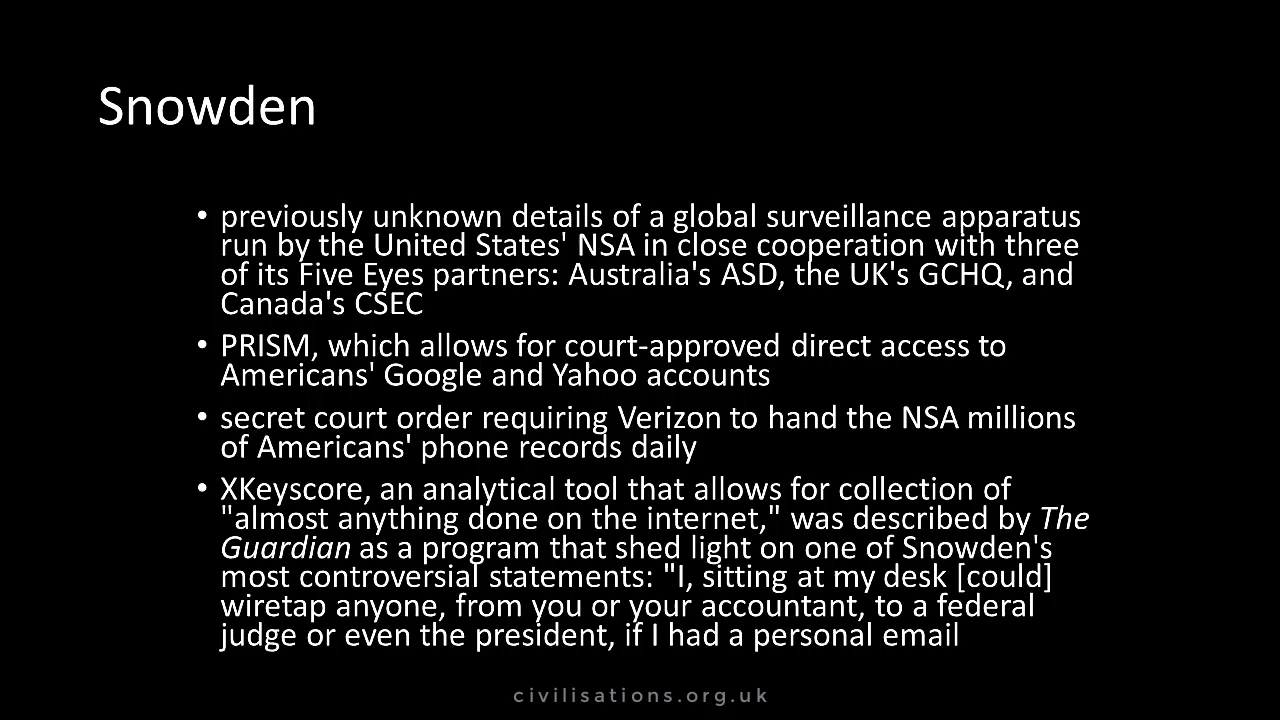 Snowden
• previously unknown details of a global surveillance apparatus
run by the United States' NSA in close cooperation with three
of its Five Eyes partners: Australia's ASD, the UK's GCHQ, and
Canada's CSEC
• PRISM, which allows for court-approved direct access to
Americans' Google and Yahoo accounts
• secret court order requiring Verizon to hand the NSA millions
of Americans' phone records daily
• XKeyscore, an analytical tool that allows for collection of
"almost anything done on the internet," was described by The
Guardian as a program that shed light on one of Snowden's
most controversial statements: "I, sitting at my desk [could]
wiretap anyone, from you or your accountant, to a federal
judge or even the president, if I had a personal email
civilisations.org.uk